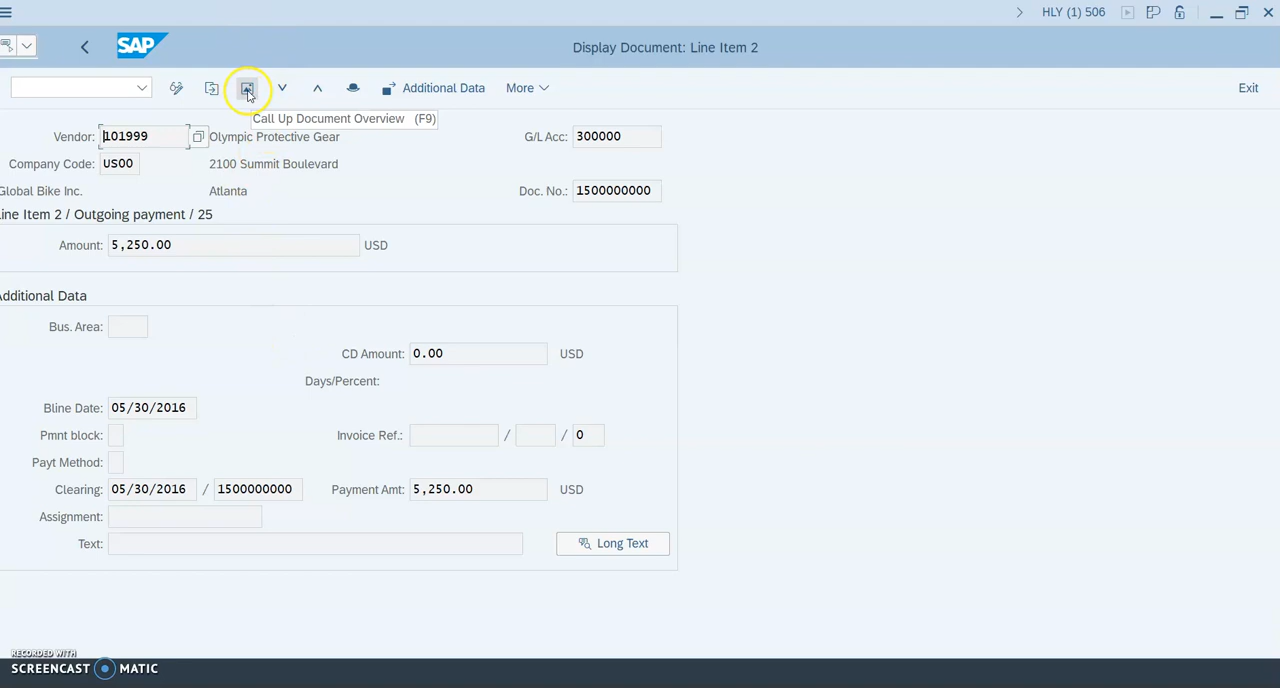 HLY (1) 506
SAP
Display Document: Line Item 2
Additional Data More Exit
Call Up Document Overview (F9)
Vendor: 101999 Olympic Protective Gear G/L Acc: 300000
Company Code: US00 2100 Summit Boulevard
Global Bike Inc. Atlanta Doc. No.: 1500000000
Line Item 2 / Outgoing payment / 25
Amount: 5,250.00 USD
Additional Data
Bus. Area:
CD Amount: 0.00 USD
Days/Percent:
Bline Date: 05/30/2016
Pmnt block: Invoice Ref.: / / 0
Payt Method:
Clearing: 05/30/2016 / 1500000000 Payment Amt: 5,250.00 USD
Assignment:
Text: Long Text
RECORDED WITH
SCREENCAST MATIC